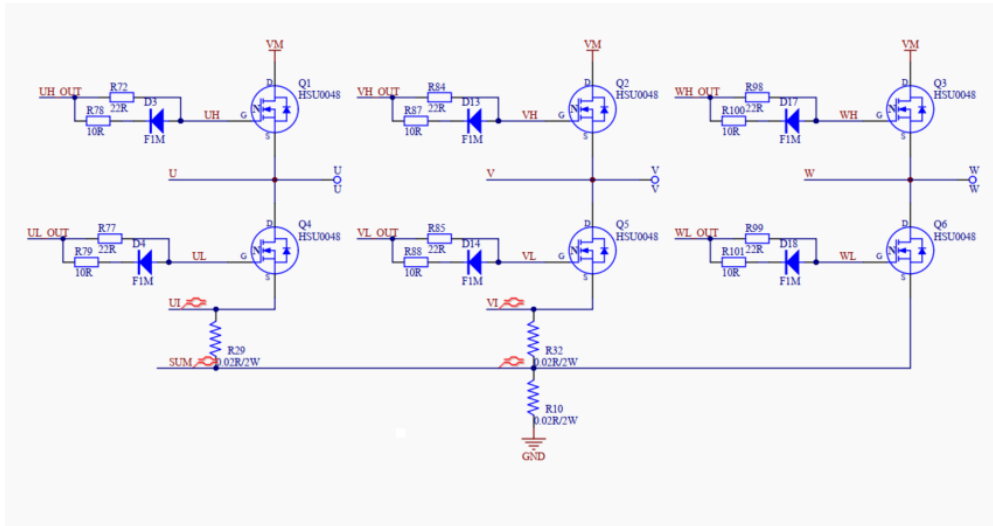 VM
VM
VM
UH_OUT
R72
22R
D3
R78
10R
F1M
UH
G
D
S
N
Q1
HSU0048
VH_OUT
R84
22R
D13
R87
10R
F1M
VH
G
D
S
N
Q2
HSU0048
WH_OUT
R98
22R
D17
R100
10R
F1M
WH
G
D
S
N
Q3
HSU0048
U
U
U
V
V
V
W
W
W
UL_OUT
R77
22R
D4
R79
10R
F1M
UL
G
D
S
N
Q4
HSU0048
VL_OUT
R85
22R
D14
R88
10R
F1M
VL
G
D
S
N
Q5
HSU0048
WL_OUT
R99
22R
D18
R101
10R
F1M
WL
G
D
S
N
Q6
HSU0048
UI
VI
R29
0.02R/2W
R32
0.02R/2W
SUM
R10
0.02R/2W
GND